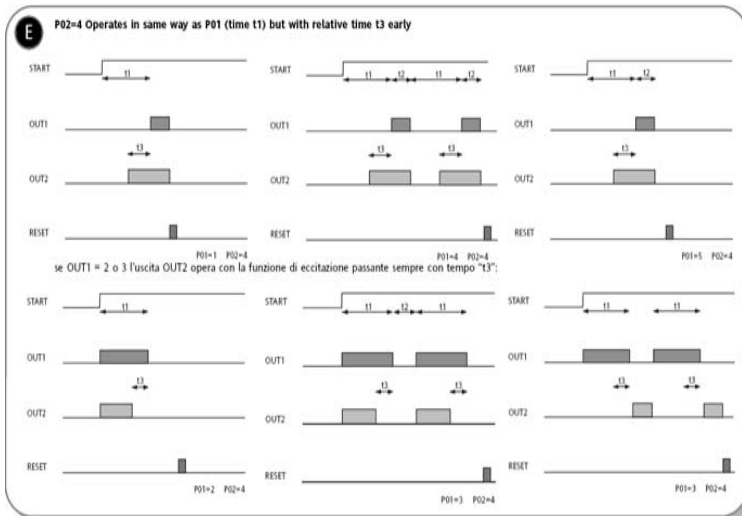 E
P02=4 Operates in same way as P01 (time t1) but with relative time t3 early
START
t1
OUT1
t3
OUT2
RESET
P01=1 P02=4
START
t1 t2 t1 t2
OUT1
t3 t3
OUT2
RESET
P01=4 P02=4
START
t1 t2
OUT1
t3
OUT2
RESET
P01=5 P02=4
se OUT1 = 2 o 3 l'uscita OUT2 opera con la funzione di eccitazione passante sempre con tempo "t3":
START
t1
OUT1
t3
OUT2
RESET
P01=2 P02=4
START
t1 t2 t1
OUT1
t3 t3
OUT2
RESET
P01=3 P02=4
START
t1 t1
OUT1
t3 t3
OUT2
RESET
P01=3 P02=4